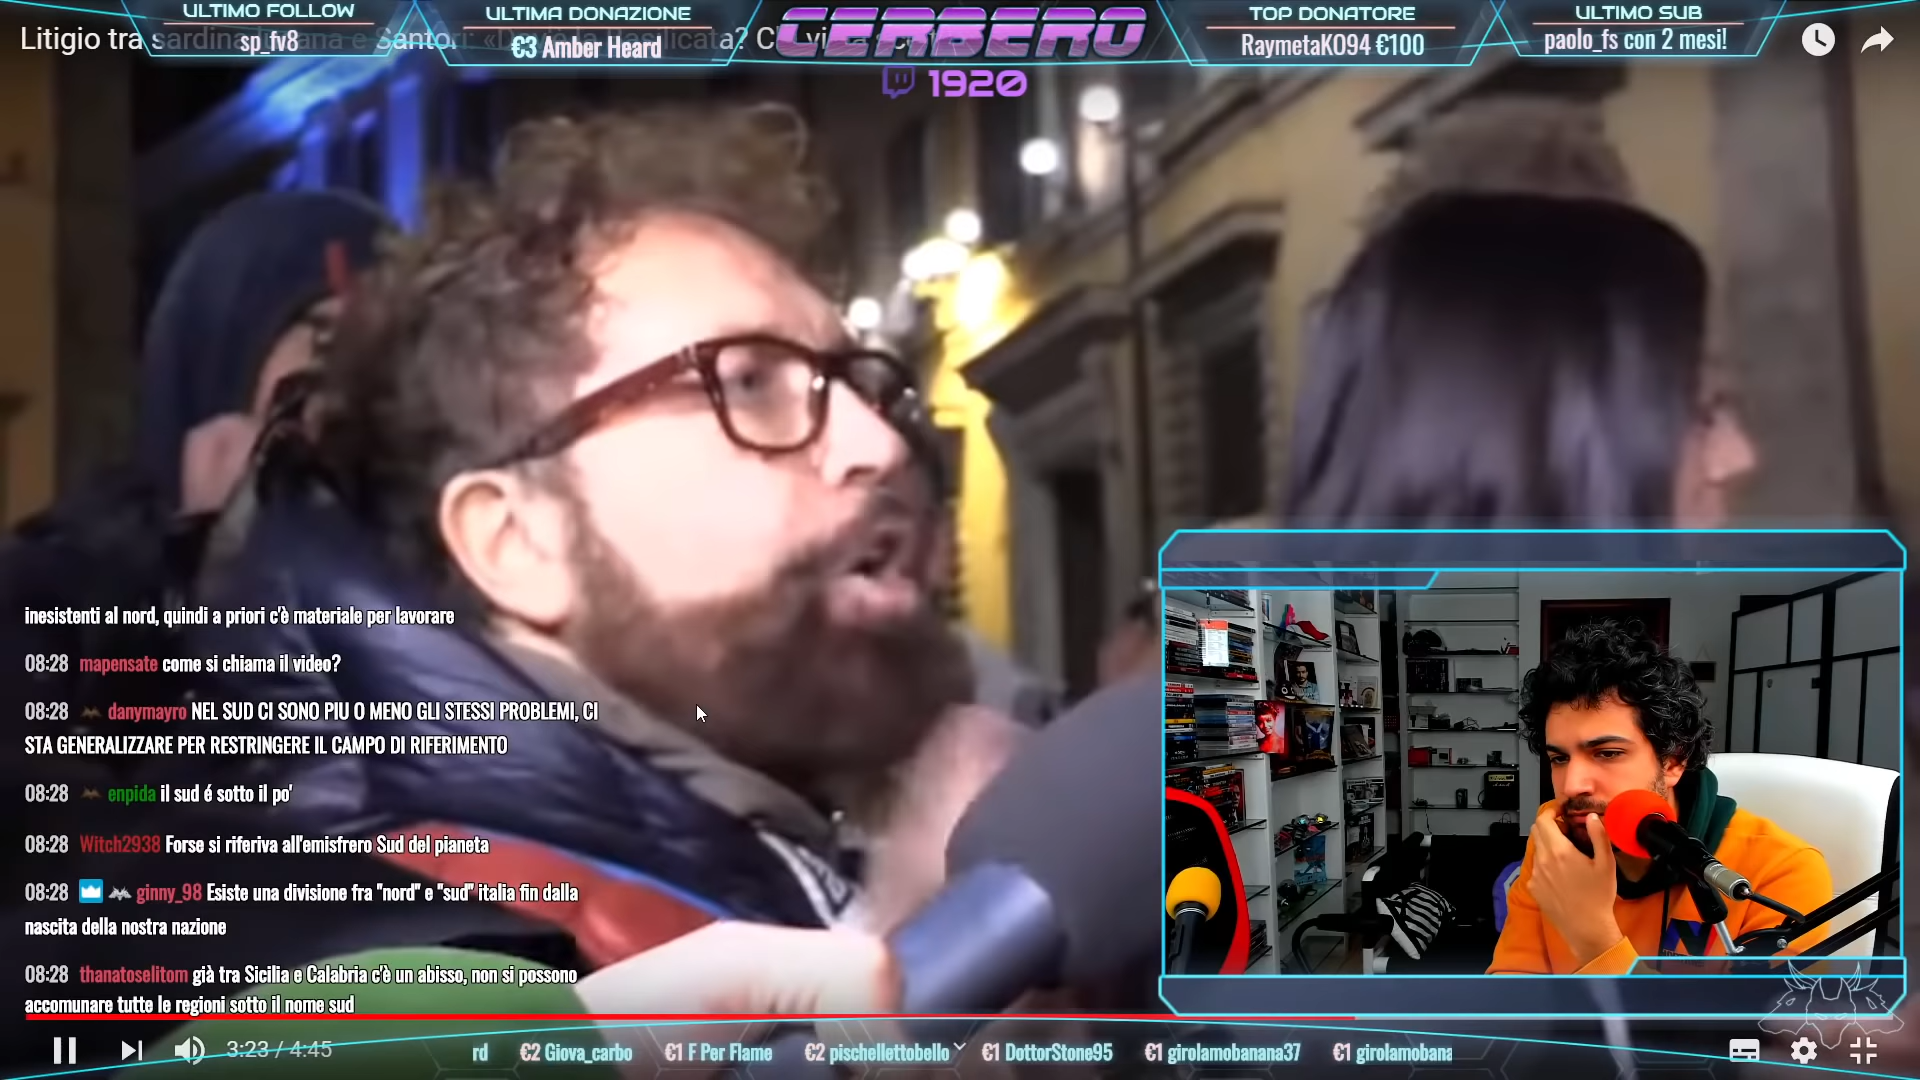 ULTIMO FOLLOW
sp_fv8
ULTIMA DONAZIONE
€3 Amber Heard
CERBERO
1920
TOP DONATORE
RaymetaKO94 €100
ULTIMO SUB
paolo_fs con 2 mesi!
Litigio tra sardina e Santori:
inesistenti al nord, quindi a priori c'è materiale per lavorare
08:28 mapensate come si chiama il video?
08:28 danymayro NEL SUD CI SONO PIU O MENO GLI STESSI PROBLEMI, CI
STA GENERALIZZARE PER RESTRINGERE IL CAMPO DI RIFERIMENTO
08:28 enpida il sud é sotto il po'
08:28 Witch2938 Forse si riferiva all'emisfrero Sud del pianeta
08:28 ginny_98 Esiste una divisione fra "nord" e "sud" italia fin dalla
nascita della nostra nazione
08:28 thanatoselitom già tra Sicilia e Calabria c'è un abisso, non si possono
accomunare tutte le regioni sotto il nome sud
3:23 / 4:45
rd €2 Giova_carbo €1 F Per Flame €2 pischellettobello €1 DottorStone95 €1 girolamobanana37 €1 girolamobana